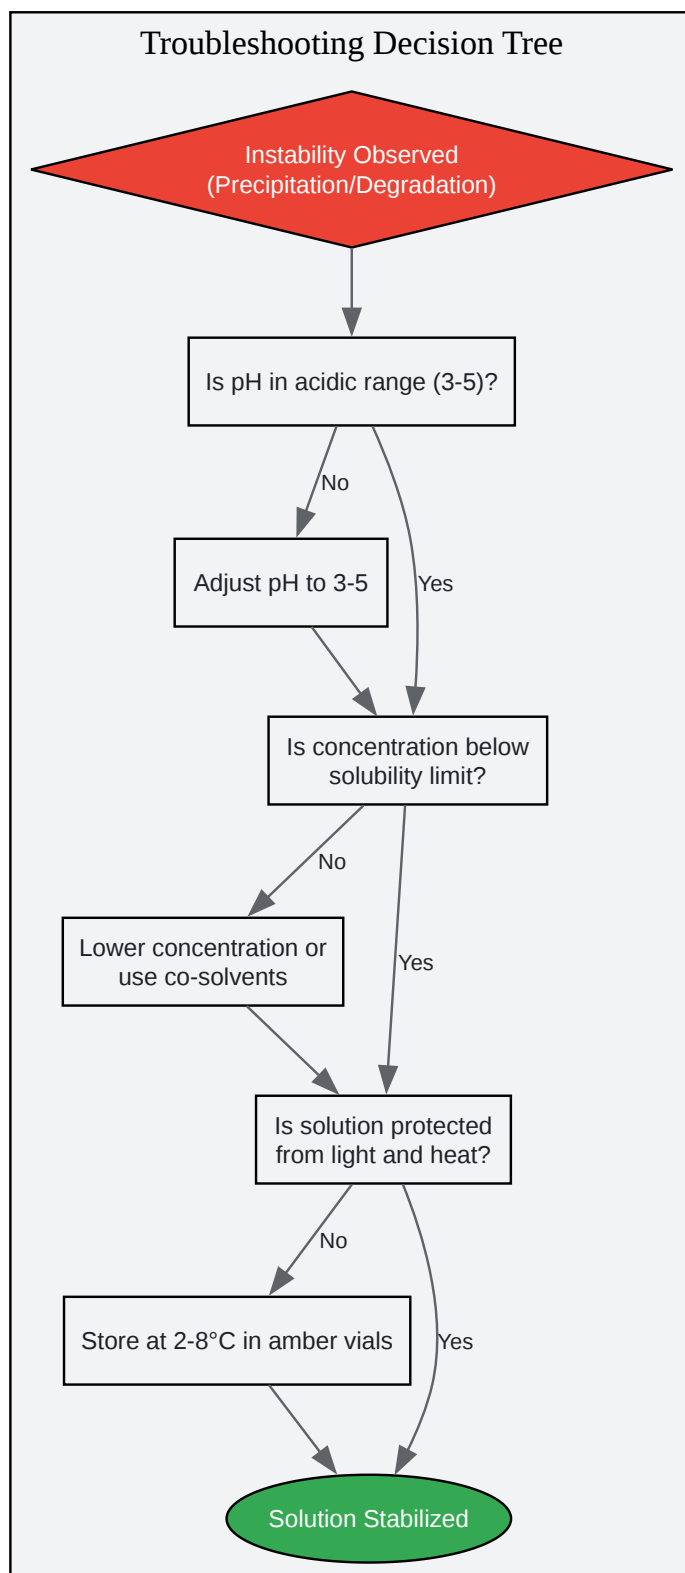 Troubleshooting Decision Tree
Instability Observed
(Precipitation/Degradation)
Is pH in acidic range (3-5)?
No
Adjust pH to 3-5
Yes
Is concentration below
solubility limit?
No
Lower concentration or
use co-solvents
Yes
Is solution protected
from light and heat?
No
Store at 2-8°C in amber vials
Yes
Solution Stabilized